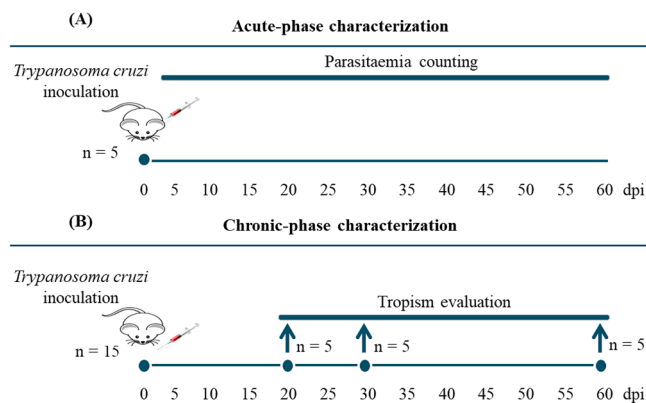 (A)
Acute-phase characterization
Trypanosoma cruzi
inoculation
Parasitaemia counting
n = 5
0 5 10 15 20 25 30 35 40 45 50 55 60 dpi
(B)
Chronic-phase characterization
Trypanosoma cruzi
inoculation
Tropism evaluation
n = 15
n = 5
n = 5
n = 5
0 5 10 15 20 25 30 35 40 45 50 55 60 dpi